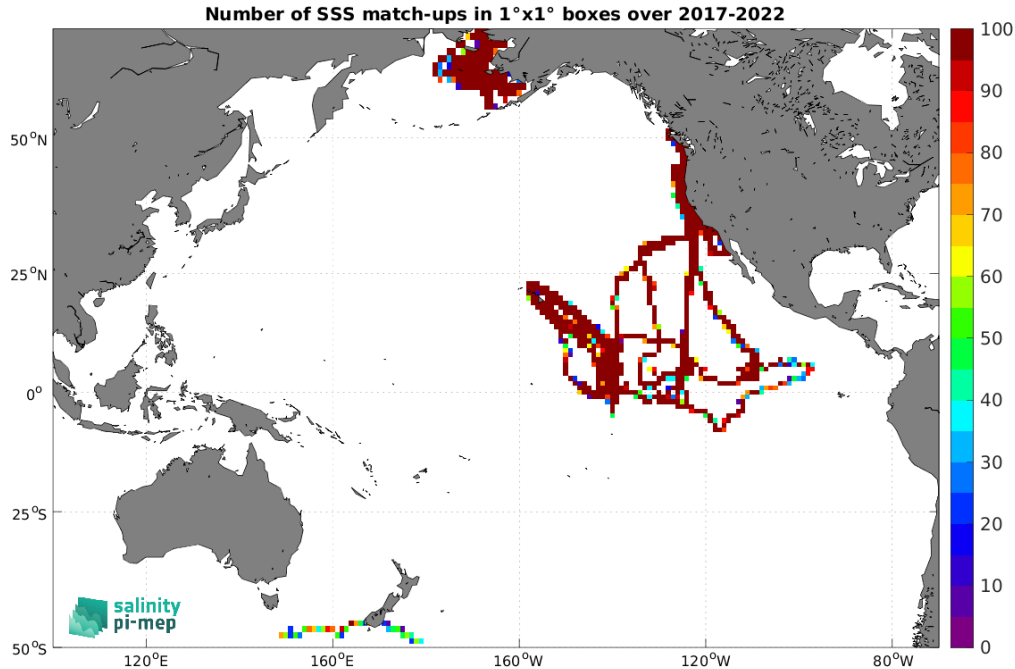 Number of SSS match-ups in 1°x1° boxes over 2017-2022
100
90
80
70
60
50
40
30
20
10
0
50°N
25°N
0°
25°S
50°S
120°E
160°E
160°W
120°W
80°W
salinity
pi-mep